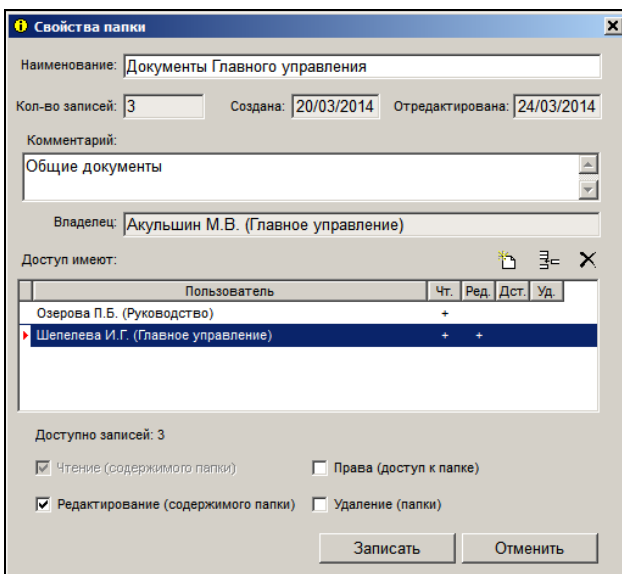 Свойства папки
Наименование: Документы Главного управления
Кол-во записей: 3 Создана: 20/03/2014 Отредактирована: 24/03/2014
Комментарий:
Общие документы
Владелец: Акульшин М.В. (Главное управление)
Доступ имеют:
Пользователь Чт. Ред. Дст. Уд.
Озерова П.Б. (Руководство) +
Шепелева И.Г. (Главное управление) + +
Доступно записей: 3
Чтение (содержимого папки) Права (доступ к папке)
Редактирование (содержимого папки) Удаление (папки)
Записать Отменить